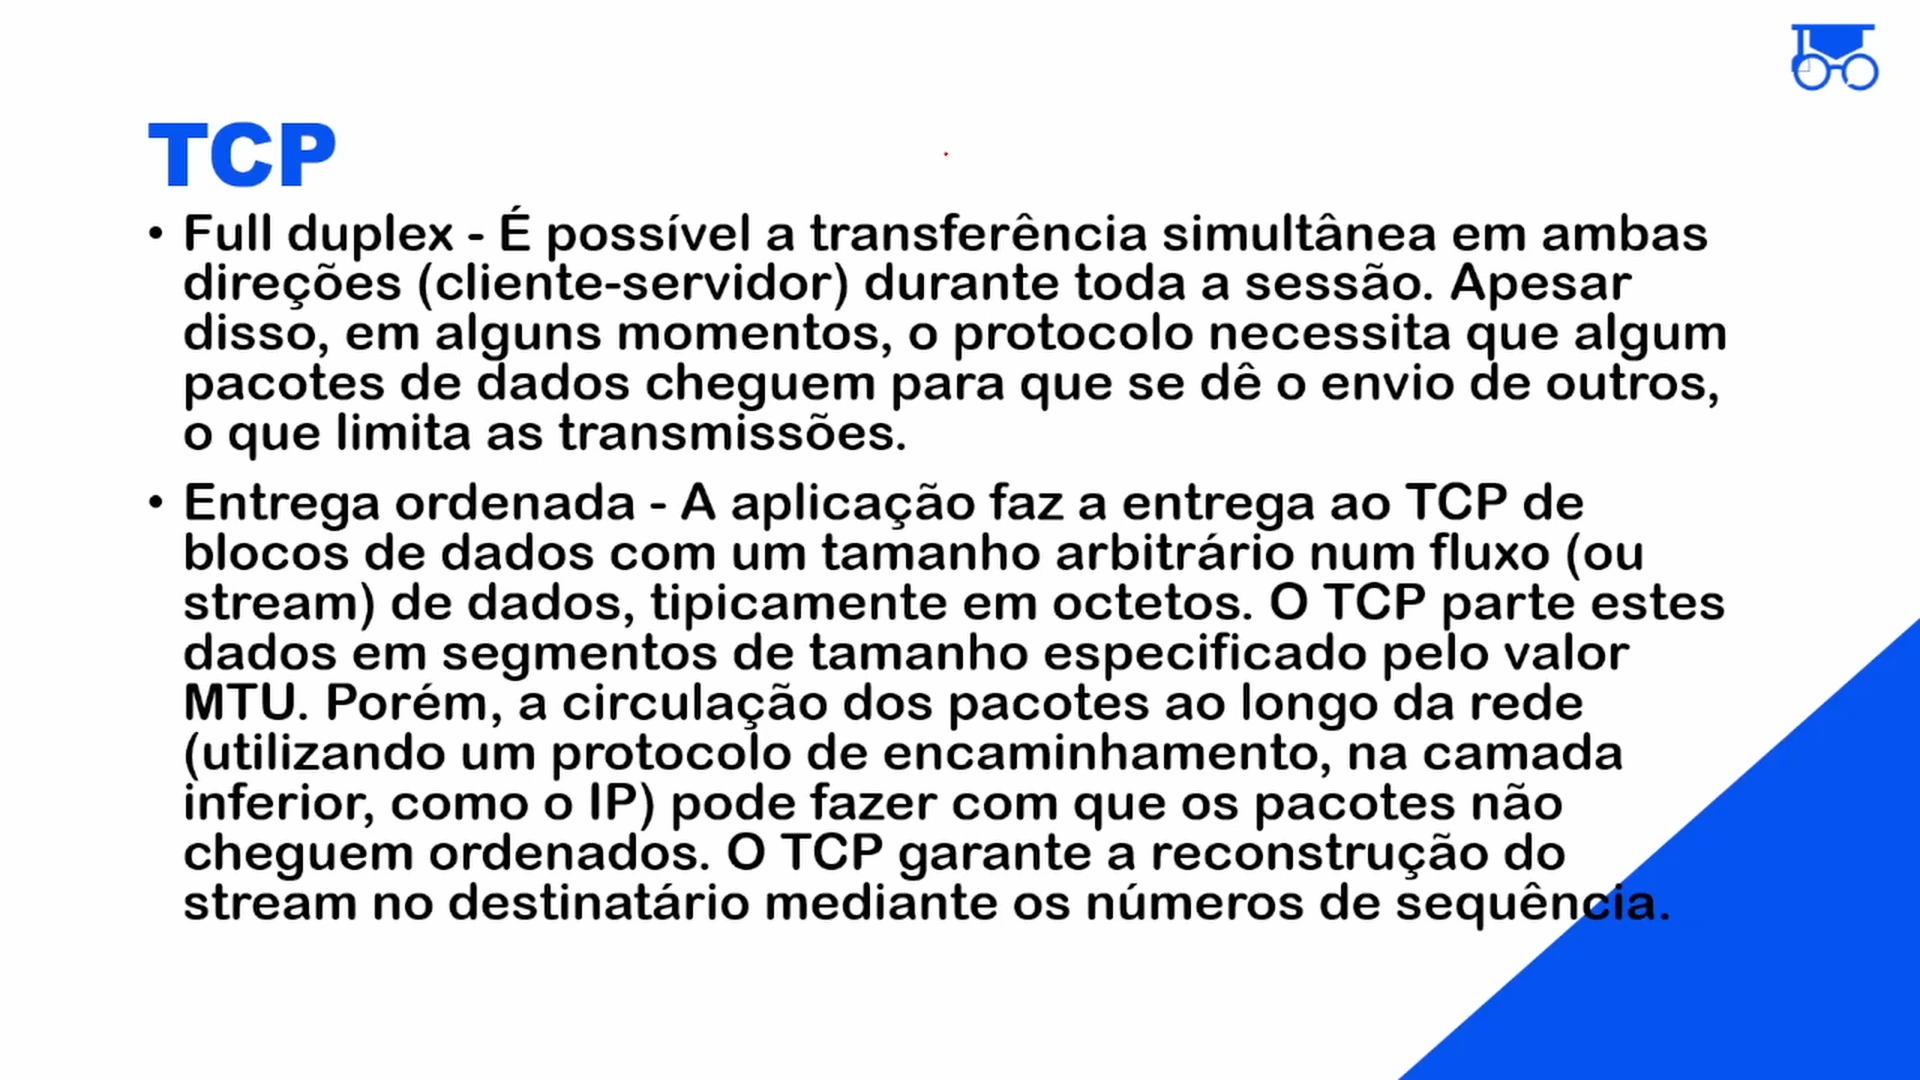 TCP
• Full duplex - É possível a transferência simultânea em ambas
direções (cliente-servidor) durante toda a sessão. Apesar
disso, em alguns momentos, o protocolo necessita que algum
pacotes de dados cheguem para que se dê o envio de outros,
o que limita as transmissões.
• Entrega ordenada - A aplicação faz a entrega ao TCP de
blocos de dados com um tamanho arbitrário num fluxo (ou
stream) de dados, tipicamente em octetos. O TCP parte estes
dados em segmentos de tamanho especificado pelo valor
MTU. Porém, a circulação dos pacotes ao longo da rede
(utilizando um protocolo de encaminhamento, na camada
inferior, como o IP) pode fazer com que os pacotes não
cheguem ordenados. O TCP garante a reconstrução do
stream no destinatário mediante os números de sequência.